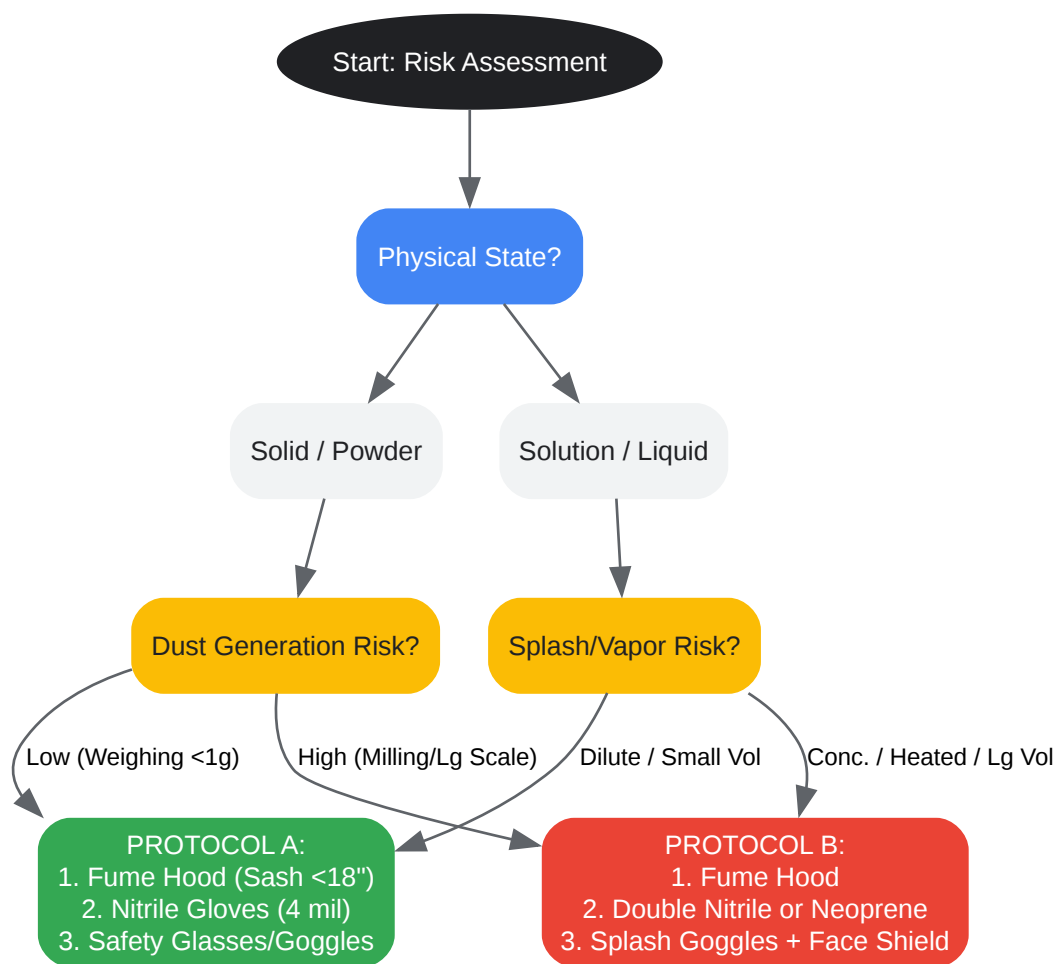 Start: Risk Assessment
Physical State?
Solid / Powder
Solution / Liquid
Dust Generation Risk?
Splash/Vapor Risk?
Low (Weighing <1g)
High (Milling/Lg Scale)
Dilute / Small Vol
Conc. / Heated / Lg Vol
PROTOCOL A:
1. Fume Hood (Sash <18")
2. Nitrile Gloves (4 mil)
3. Safety Glasses/Goggles
PROTOCOL B:
1. Fume Hood
2. Double Nitrile or Neoprene
3. Splash Goggles + Face Shield